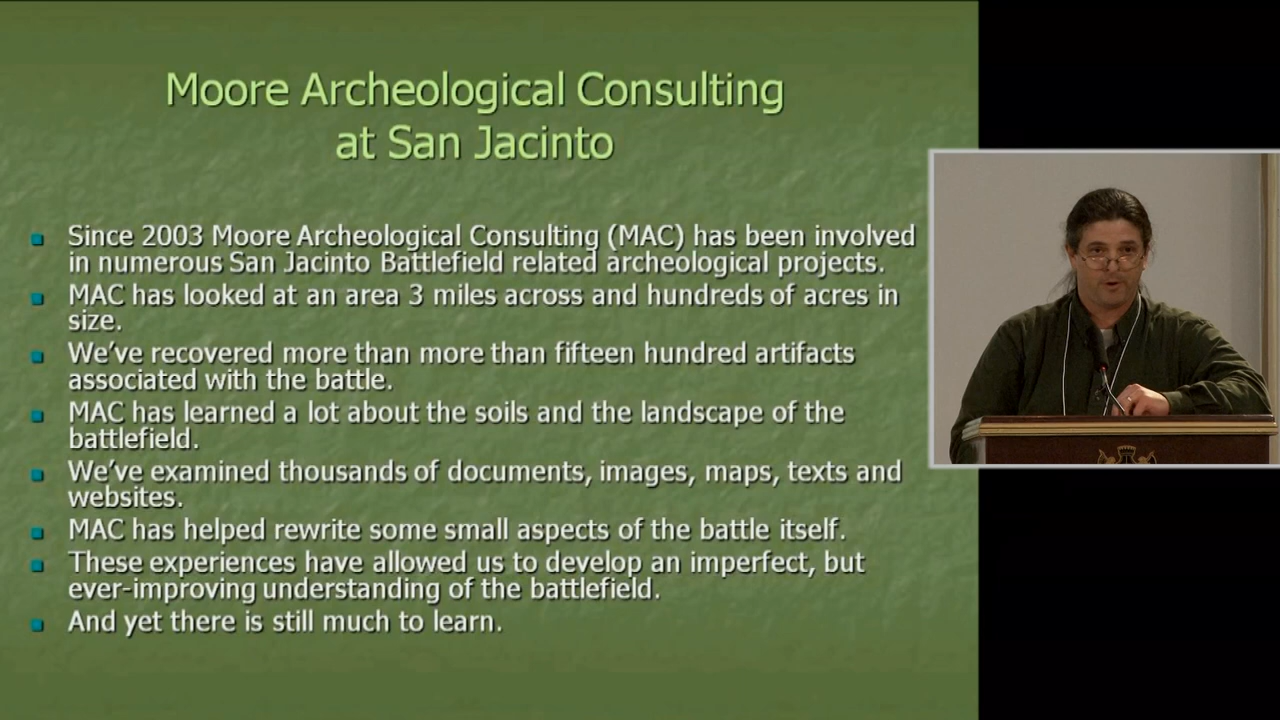 Moore Archeological Consulting
at San Jacinto
Since 2003 Moore Archeological Consulting (MAC) has been involved
in numerous San Jacinto Battlefield related archeological projects.
MAC has looked at an area 3 miles across and hundreds of acres in
size.
We've recovered more than more than fifteen hundred artifacts
associated with the battle.
MAC has learned a lot about the soils and the landscape of the
battlefield.
We've examined thousands of documents, images, maps, texts and
websites.
MAC has helped rewrite some small aspects of the battle itself.
These experiences have allowed us to develop an imperfect, but
ever-improving understanding of the battlefield.
And yet there is still much to learn.